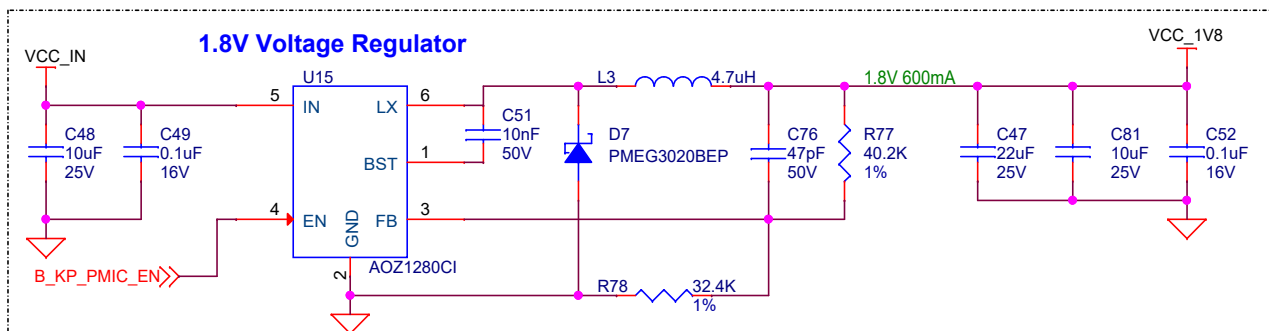 1.8V Voltage Regulator
VCC_IN
VCC_1V8
U15
L3
4.7uH
1.8V 600mA
5
IN
LX
6
C48
10uF
25V
C49
0.1uF
16V
C51
10nF
50V
D7
PMEG3020BEP
C76
47pF
50V
R77
40.2K
1%
C47
22uF
25V
C81
10uF
25V
C52
0.1uF
16V
BST
1
4
EN
FB
3
GND
2
AOZ1280CI
B_KP_PMIC_EN
R78
32.4K
1%